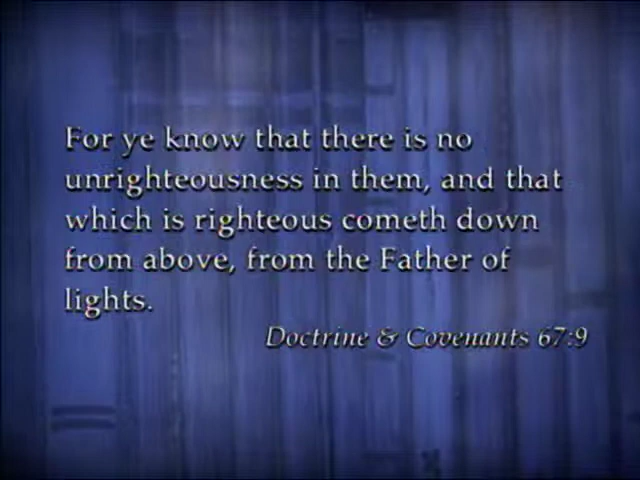 For ye know that there is no
unrighteousness in them, and that
which is righteous cometh down
from above, from the Father of
lights.
Doctrine & Covenants 67:9